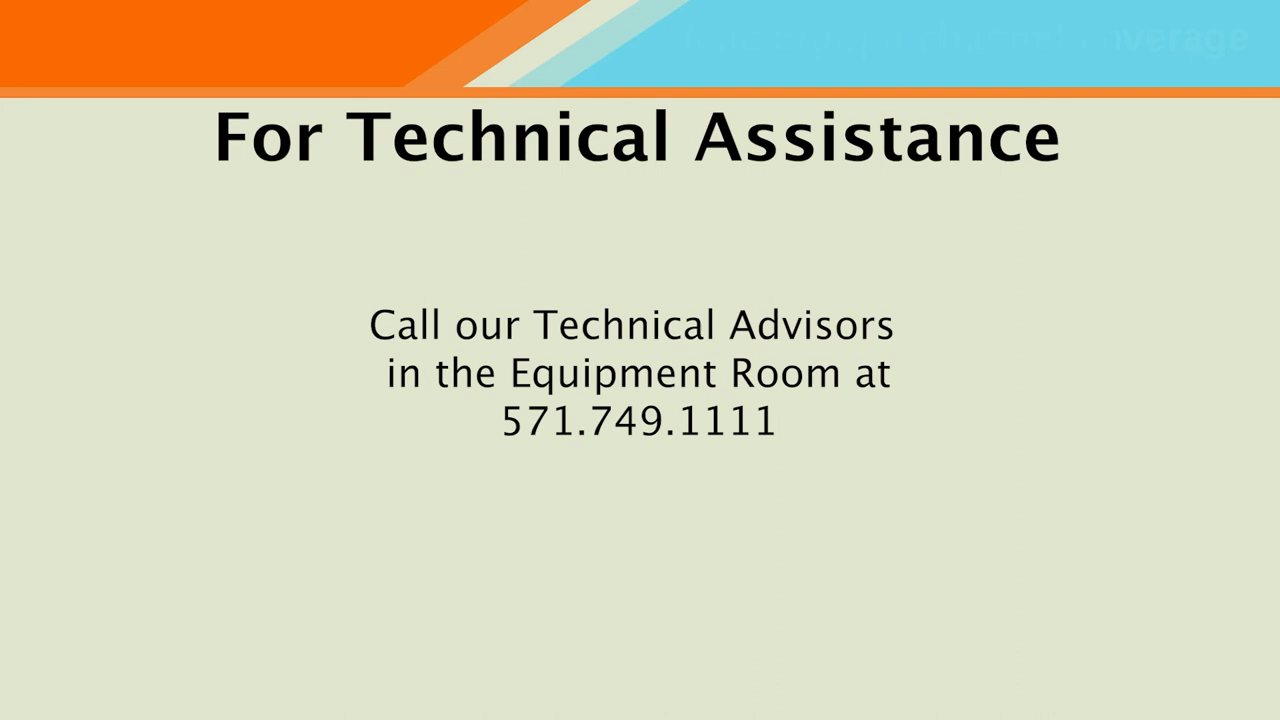 For Technical Assistance
Call our Technical Advisors
in the Equipment Room at
571.749.1111